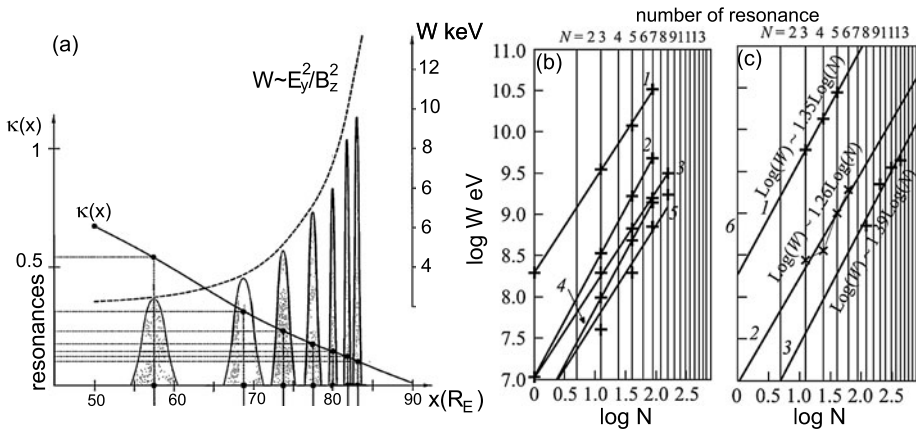 (a)
W keV
W~E_y^2/B_z^2
12
10
8
6
4
κ(x)
1
κ(x)
0.5
resonances
50
60
70
80
90
x(R_E)
number of resonance
N = 2 3 4 5 6 7 8 9 11 13
(b)
11.0
10.5
10.0
9.5
9.0
8.5
8.0
7.5
7.0
log W eV
1
2
3
4
5
0
0.5
1.0
1.5
2.0
2.5
log N
N = 2 3 4 5 6 7 8 9 11 13
(c)
Log(W) ~ 1.35Log(N)
Log(W) ~ 1.26Log(N)
Log(W) ~ 1.39Log(N)
6
1
2
3
0
0.5
1.0
1.5
2.0
2.5
log N